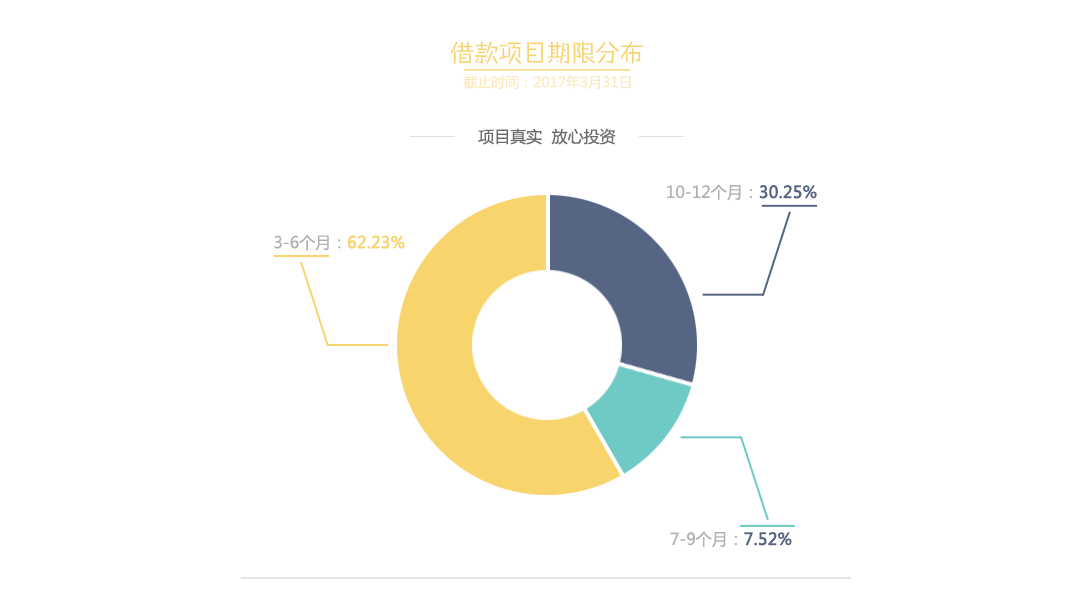 借款项目期限分布
截止时间：2017年3月31日
项目真实 放心投资
10-12个月：30.25%
3-6个月：62.23%
7-9个月：7.52%